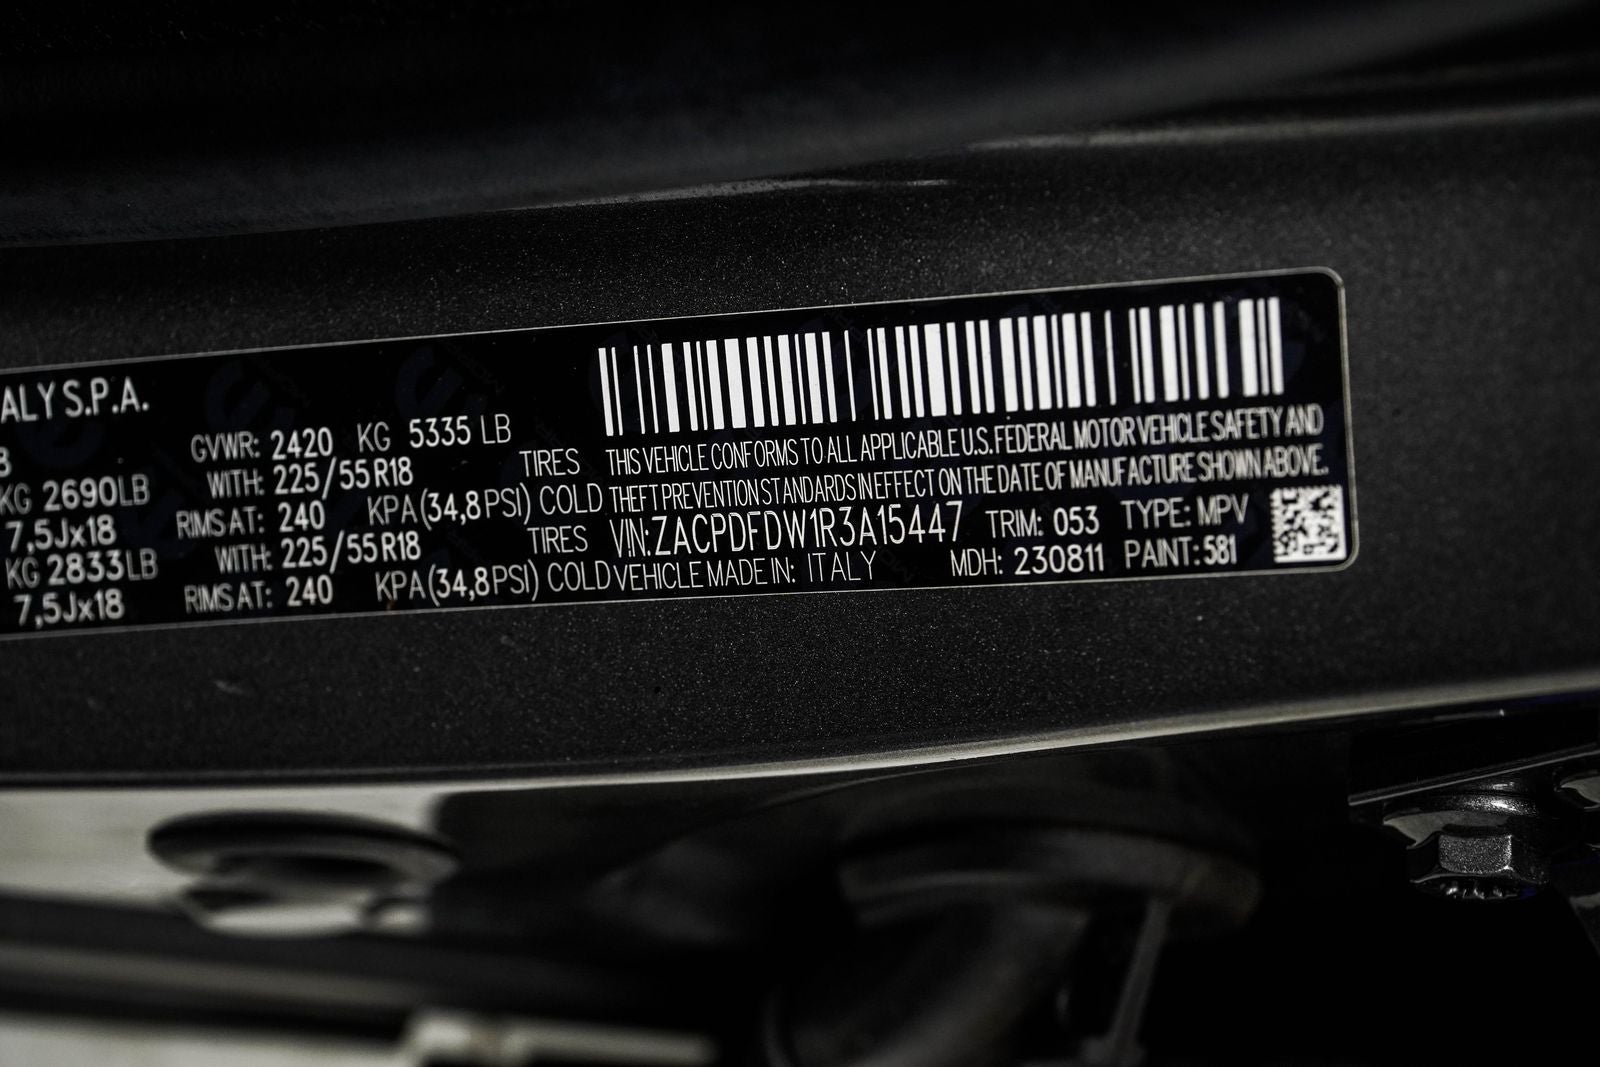 ALY S.P.A.
8
GVWR: 2420 KG 5335 LB
THIS VEHICLE CONFORMS TO ALL APPLICABLE U.S. FEDERAL MOTOR VEHICLE SAFETY AND
KG 2690LB WITH: 225/55R18 TIRES
THEFT PREVENTION STANDARDS IN EFFECT ON THE DATE OF MANUFACTURE SHOWN ABOVE.
7,5Jx18 RIMS AT: 240 KPA(34,8PSI) COLD
VIN:ZACPDFDW1R3A15447 TRIM: 053 TYPE: MPV
KG 2833LB WITH: 225/55R18 TIRES
VEHICLE MADE IN: ITALY MDH: 230811 PAINT:581
7,5Jx18 RIMS AT: 240 KPA(34,8PSI) COLD